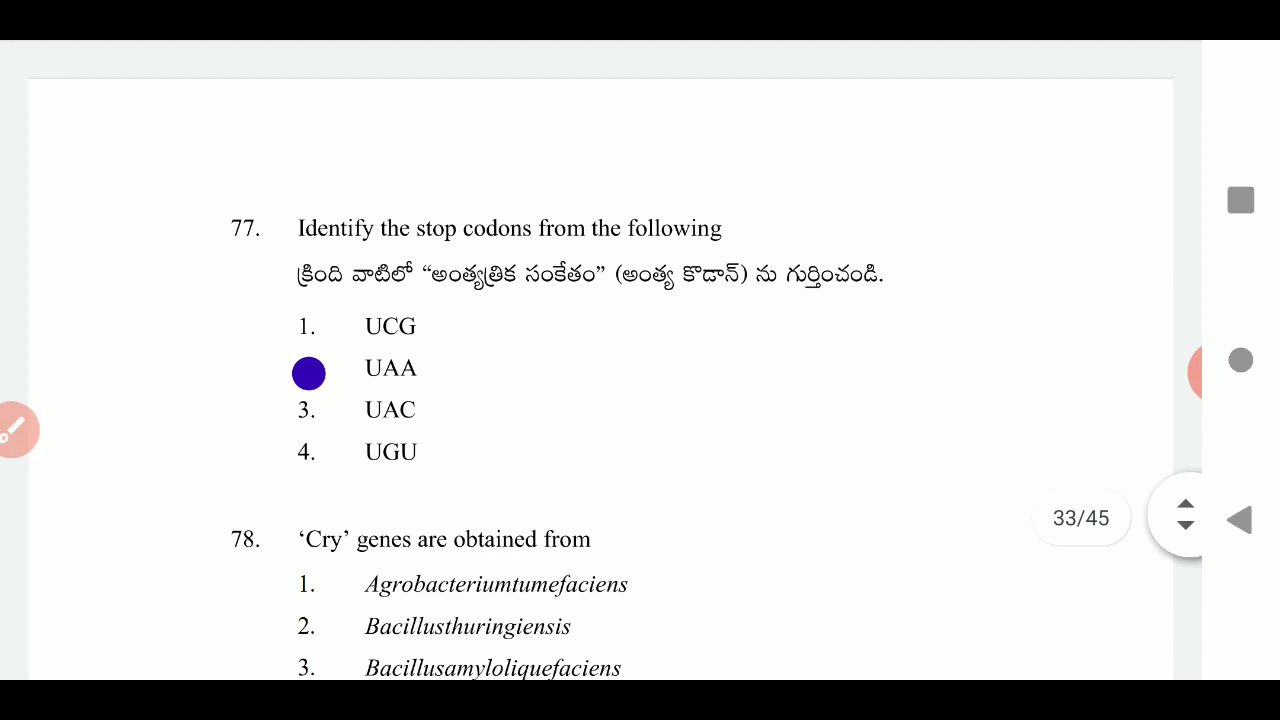 77. Identify the stop codons from the following
క్రింది వాటిలో “అంత్యత్రిక సంకేతం” (అంత్య కొడాన్) ను గుర్తించండి.
1. UCG
UAA
3. UAC
4. UGU
33/45
78. ‘Cry’ genes are obtained from
1. Agrobacteriumtumefaciens
2. Bacillusthuringiensis
3. Bacillusamyloliquefaciens